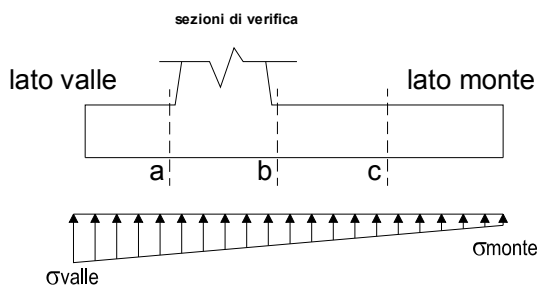 sezioni di verifica
lato valle
lato monte
a
b
c
σvalle
σmonte